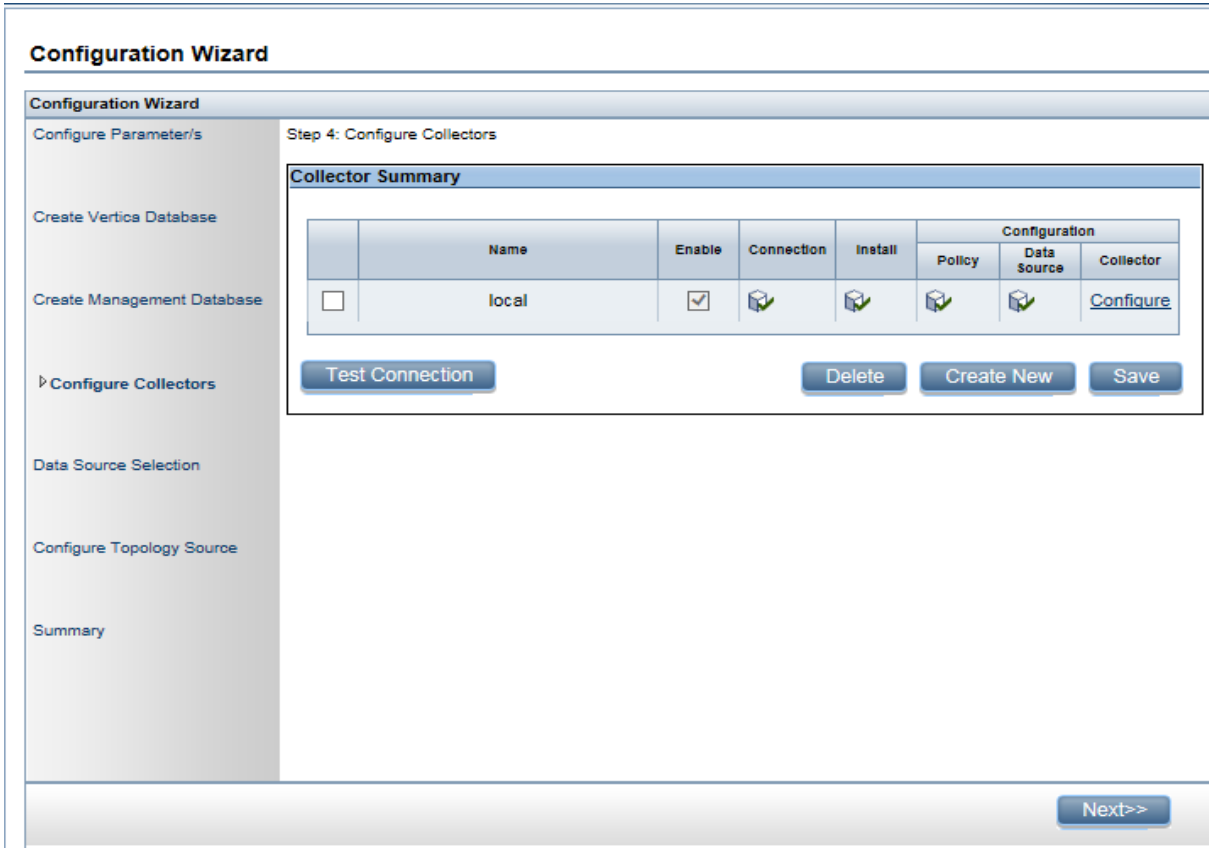 Configuration Wizard
Configuration Wizard
Configure Parameter/s
Create Vertica Database
Create Management Database
Configure Collectors
Data Source Selection
Configure Topology Source
Summary
Step 4: Configure Collectors
Collector Summary
Name Enable Connection Install Configuration
Policy Data Source Collector
local Configure
Test Connection Delete Create New Save
Next>>